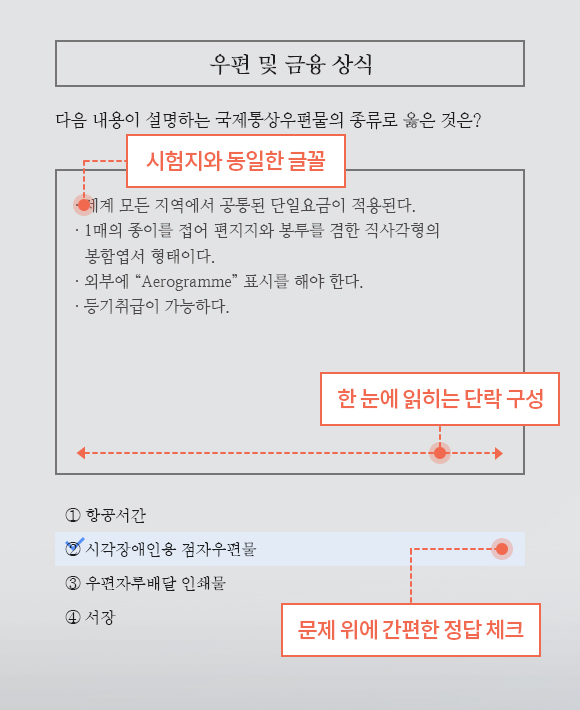 우편 및 금융 상식
다음 내용이 설명하는 국제통상우편물의 종류로 옳은 것은?
시험지와 동일한 글꼴
· 세계 모든 지역에서 공통된 단일요금이 적용된다.
· 1매의 종이를 접어 편지지와 봉투를 겸한 직사각형의
봉함엽서 형태이다.
· 외부에 “Aerogramme” 표시를 해야 한다.
· 등기취급이 가능하다.
한 눈에 읽히는 단락 구성
① 항공서간
② 시각장애인용 점자우편물
③ 우편자루배달 인쇄물
④ 서장
문제 위에 간편한 정답 체크